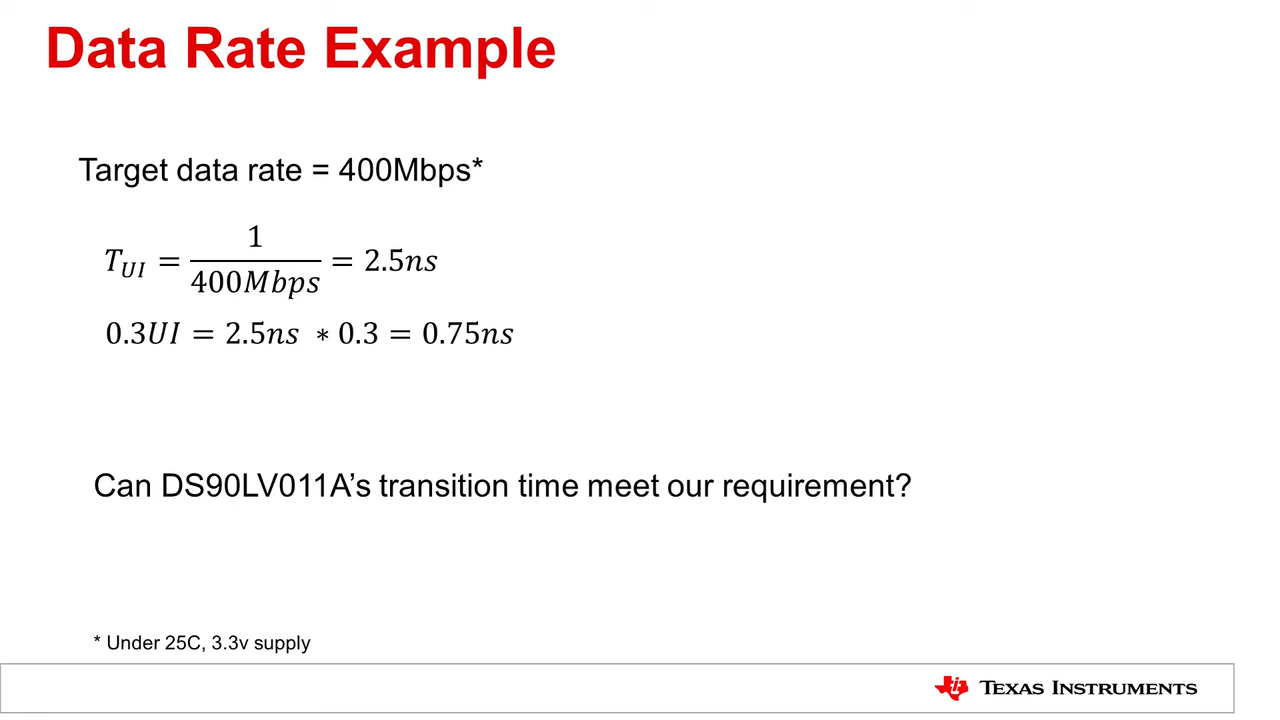 Data Rate Example
Target data rate = 400Mbps*
T_UI = 1/400Mbps = 2.5ns
0.3UI = 2.5ns * 0.3 = 0.75ns
Can DS90LV011A’s transition time meet our requirement?
* Under 25C, 3.3v supply
Texas Instruments